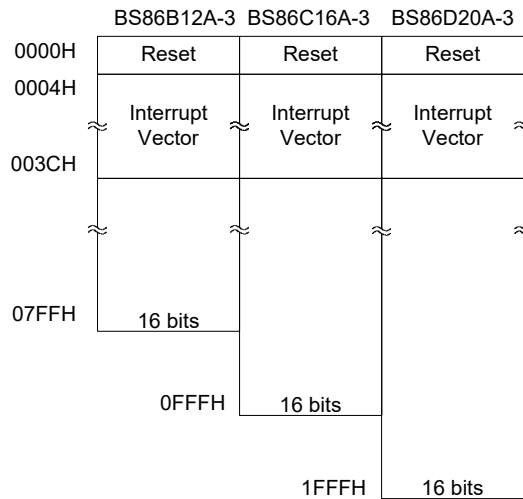 BS86B12A-3 BS86C16A-3 BS86D20A-3
0000H Reset Reset Reset
0004H
Interrupt Vector Interrupt Vector Interrupt Vector
003CH
07FFH 16 bits
0FFFH 16 bits
1FFFH 16 bits